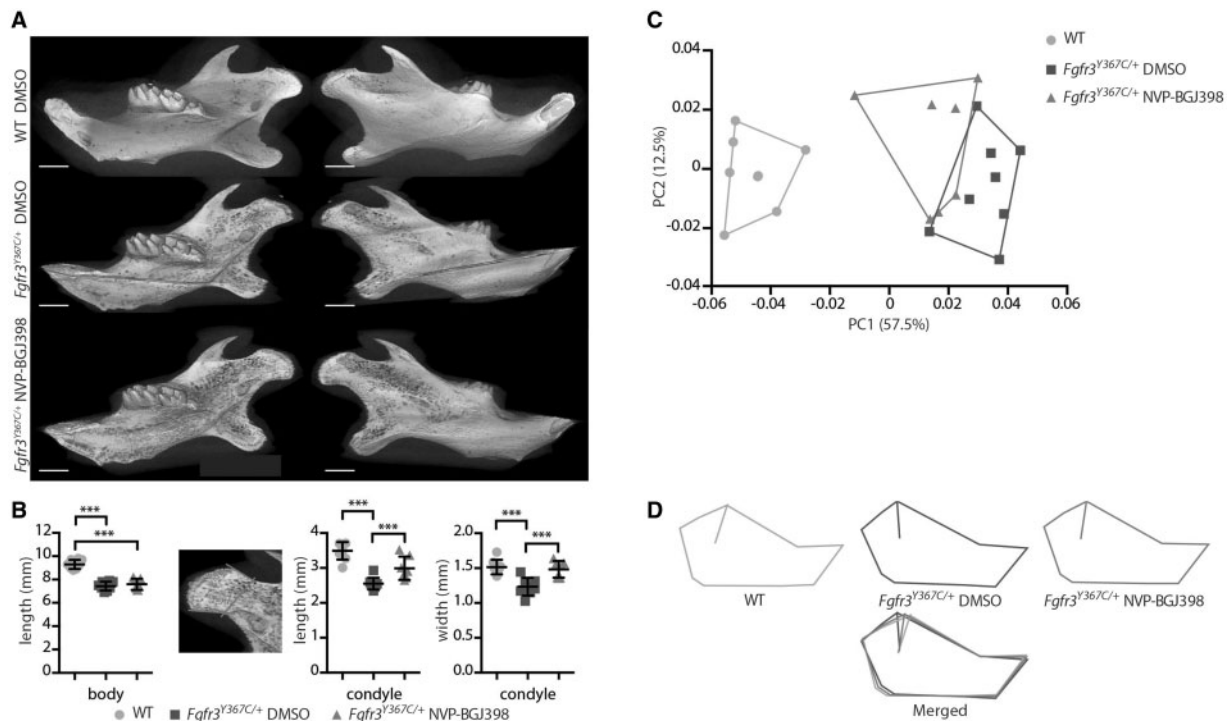 A
WT DMSO
Fgfr3Y367C/+ DMSO
Fgfr3Y367C/+ NVP-BGJ398
B
length (mm)
12
10
8
6
4
2
0
***
***
body
length (mm)
4
3
2
1
0
***
***
condyle
width (mm)
2.0
1.5
1.0
0.5
0.0
***
***
condyle
WT
Fgfr3Y367C/+ DMSO
Fgfr3Y367C/+ NVP-BGJ398
C
PC2 (12.5%)
0.04
0.02
0
-0.02
-0.04
-0.06 -0.04 -0.02 0 0.02 0.04 0.06
PC1 (57.5%)
WT
Fgfr3Y367C/+ DMSO
Fgfr3Y367C/+ NVP-BGJ398
D
WT
Fgfr3Y367C/+ DMSO
Fgfr3Y367C/+ NVP-BGJ398
Merged